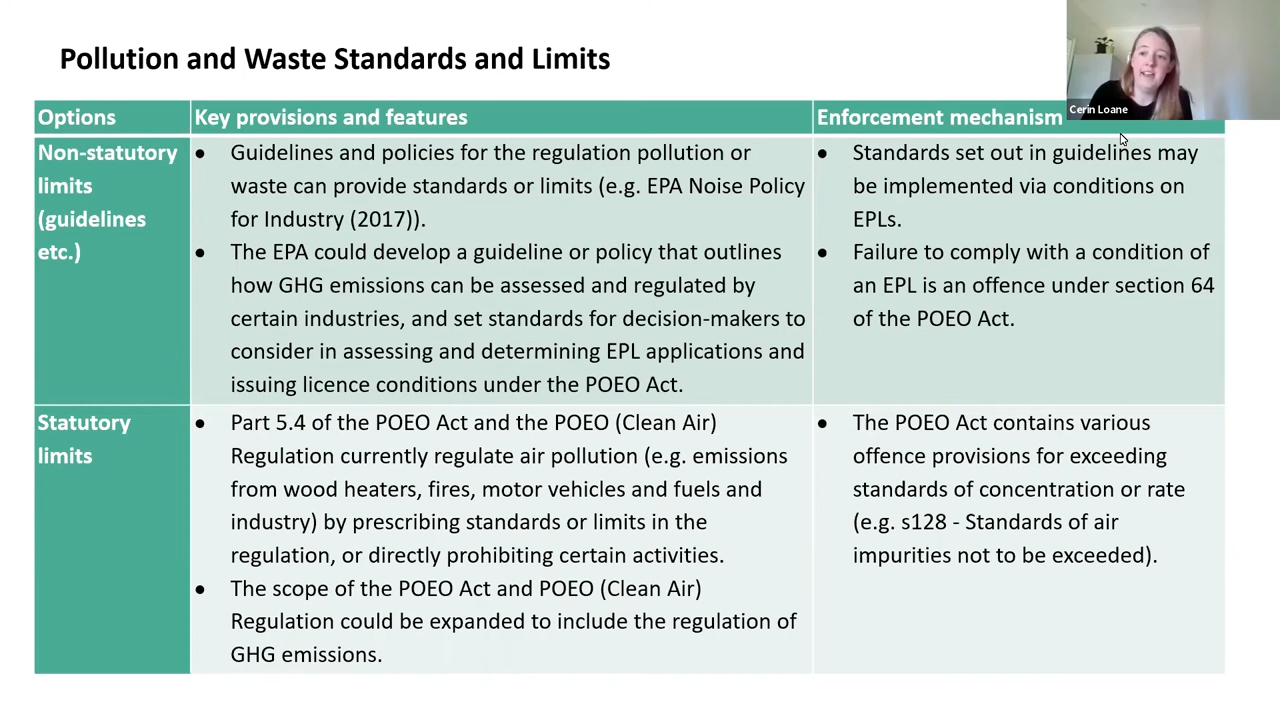 Pollution and Waste Standards and Limits
Cerin Loane
Options
Key provisions and features
Enforcement mechanism
Non-statutory
limits
(guidelines
etc.)
● Guidelines and policies for the regulation pollution or
waste can provide standards or limits (e.g. EPA Noise Policy
for Industry (2017)).
● The EPA could develop a guideline or policy that outlines
how GHG emissions can be assessed and regulated by
certain industries, and set standards for decision-makers to
consider in assessing and determining EPL applications and
issuing licence conditions under the POEO Act.
● Standards set out in guidelines may
be implemented via conditions on
EPLs.
● Failure to comply with a condition of
an EPL is an offence under section 64
of the POEO Act.
Statutory
limits
● Part 5.4 of the POEO Act and the POEO (Clean Air)
Regulation currently regulate air pollution (e.g. emissions
from wood heaters, fires, motor vehicles and fuels and
industry) by prescribing standards or limits in the
regulation, or directly prohibiting certain activities.
● The scope of the POEO Act and POEO (Clean Air)
Regulation could be expanded to include the regulation of
GHG emissions.
● The POEO Act contains various
offence provisions for exceeding
standards of concentration or rate
(e.g. s128 - Standards of air
impurities not to be exceeded).